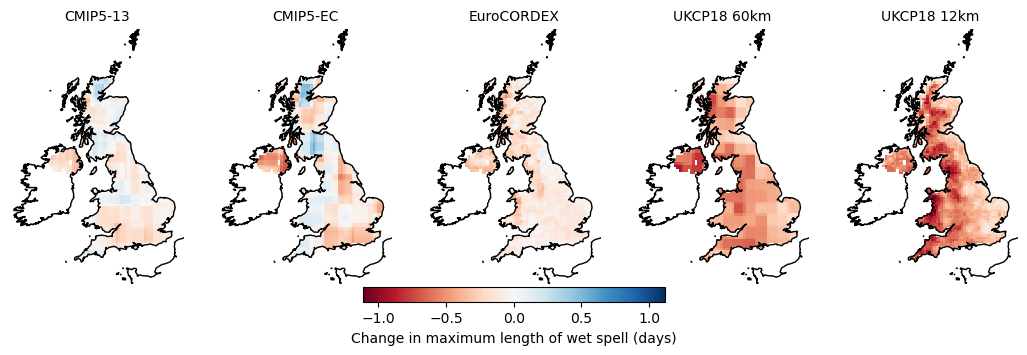 CMIP5-13 CMIP5-EC EuroCORDEX UKCP18 60km UKCP18 12km
−1.0 −0.5 0.0 0.5 1.0
Change in maximum length of wet spell (days)